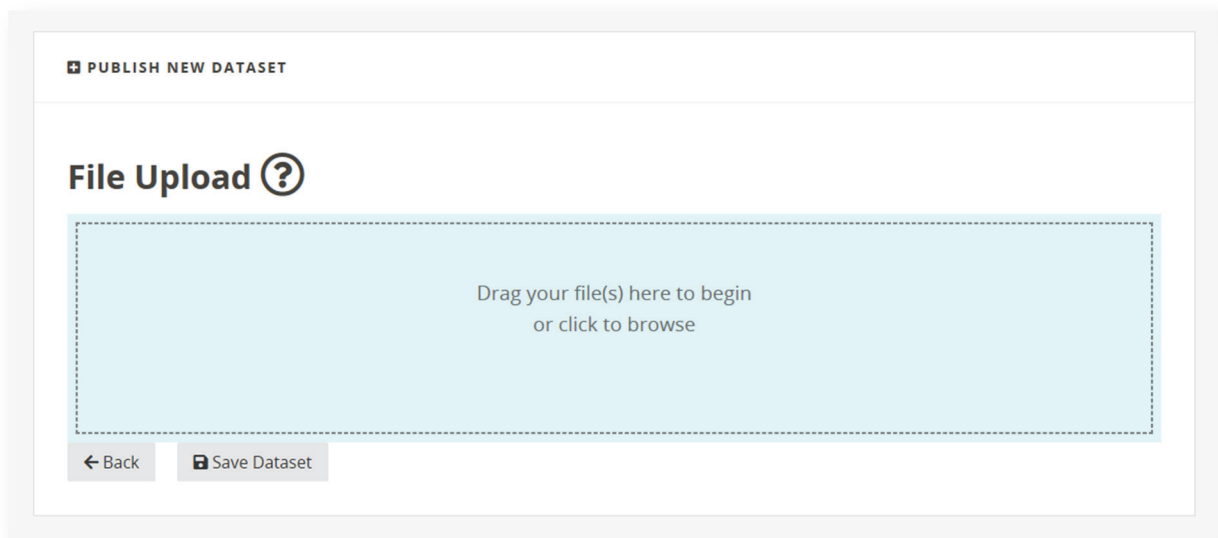 PUBLISH NEW DATASET
File Upload ?
Drag your file(s) here to begin
or click to browse
Back
Save Dataset